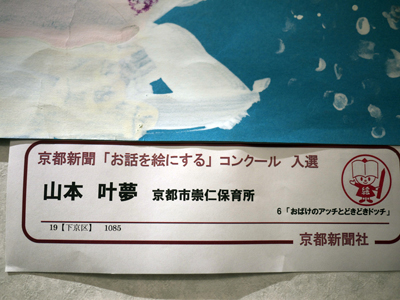 京都新聞「お話を絵にする」コンクール 入選
山本 叶夢 京都市崇仁保育所
6「おばけのアッチとどきどきドッチ」
19【下京区】 1085
京都新聞社